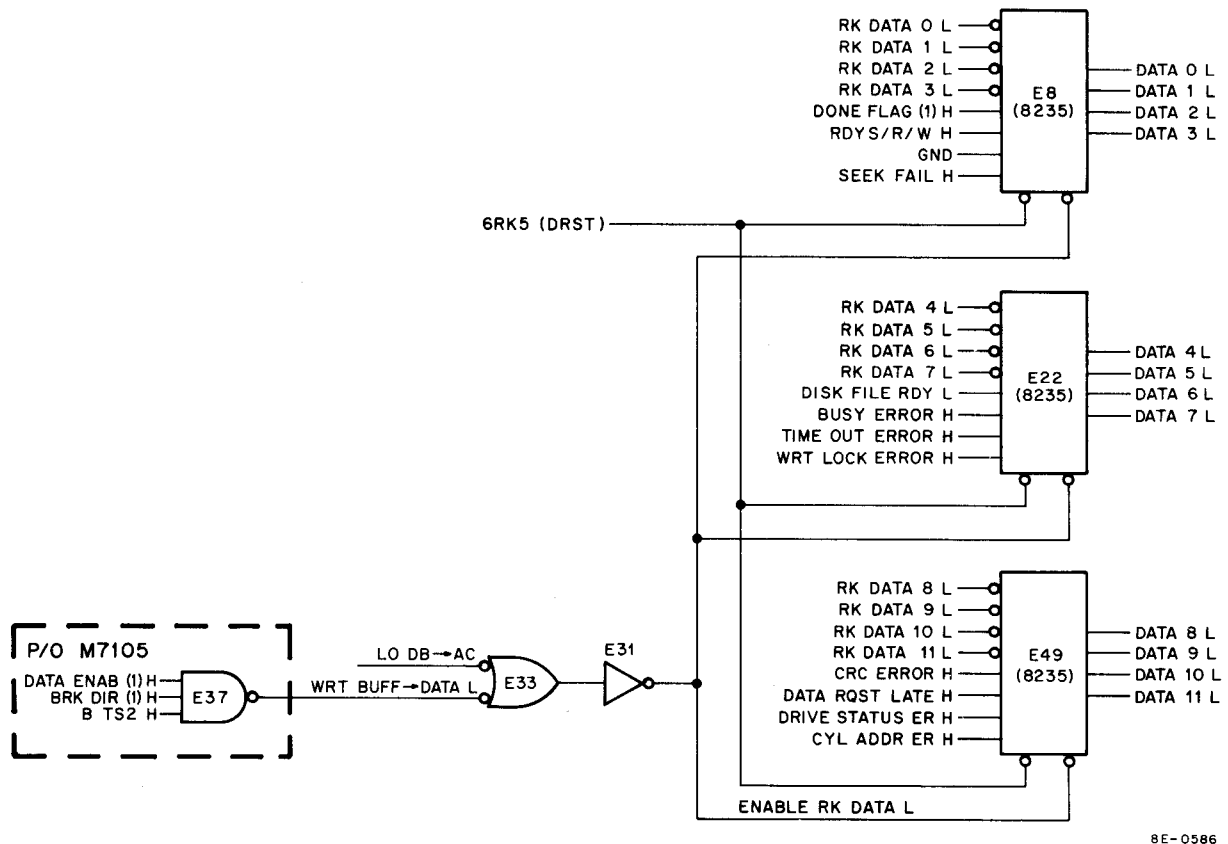 RK DATA 0 L
RK DATA 1 L
RK DATA 2 L
RK DATA 3 L
DONE FLAG (1) H
RDYS/R/W H
GND
SEEK FAIL H
E8
(8235)
DATA 0 L
DATA 1 L
DATA 2 L
DATA 3 L
6RK5 (DRST)
RK DATA 4 L
RK DATA 5 L
RK DATA 6 L
RK DATA 7 L
DISK FILE RDY L
BUSY ERROR H
TIME OUT ERROR H
WRT LOCK ERROR H
E22
(8235)
DATA 4 L
DATA 5 L
DATA 6 L
DATA 7 L
RK DATA 8 L
RK DATA 9 L
RK DATA 10 L
RK DATA 11 L
CRC ERROR H
DATA RQST LATE H
DRIVE STATUS ER H
CYL ADDR ER H
E49
(8235)
DATA 8 L
DATA 9 L
DATA 10 L
DATA 11 L
P/O M7105
DATA ENAB (1) H
BRK DIR (1) H
B TS2 H
E37
LO DB→AC
WRT BUFF→DATA L
E33
E31
ENABLE RK DATA L
8E-0586